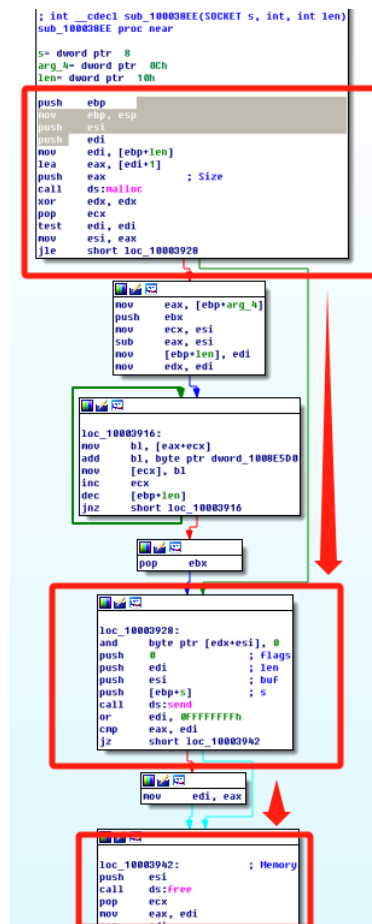 ; int __cdecl sub_100038EE(SOCKET s, int, int len)
sub_100038EE proc near
s= dword ptr  8
arg_4= dword ptr  0Ch
len= dword ptr  10h
push    ebp
mov     ebp, esp
push    esi
push    edi
mov     edi, [ebp+len]
lea     eax, [edi+1]
push    eax             ; Size
call    ds:malloc
xor     edx, edx
pop     ecx
test    edi, edi
mov     esi, eax
jle     short loc_10003928
mov     eax, [ebp+arg_4]
push    ebx
mov     ecx, esi
sub     eax, esi
mov     [ebp+len], edi
mov     edx, edi
loc_10003916:
mov     bl, [eax+ecx]
add     bl, byte ptr dword_1008E5D0
mov     [ecx], bl
inc     ecx
dec     [ebp+len]
jnz     short loc_10003916
pop     ebx
loc_10003928:
and     byte ptr [edx+esi], 0
push    0               ; flags
push    edi             ; len
push    esi             ; buf
push    [ebp+s]         ; s
call    ds:send
or      edi, 0FFFFFFFFh
cmp     eax, edi
jz      short loc_10003942
mov     edi, eax
loc_10003942:           ; Memory
push    esi
call    ds:free
pop     ecx
mov     eax, edi